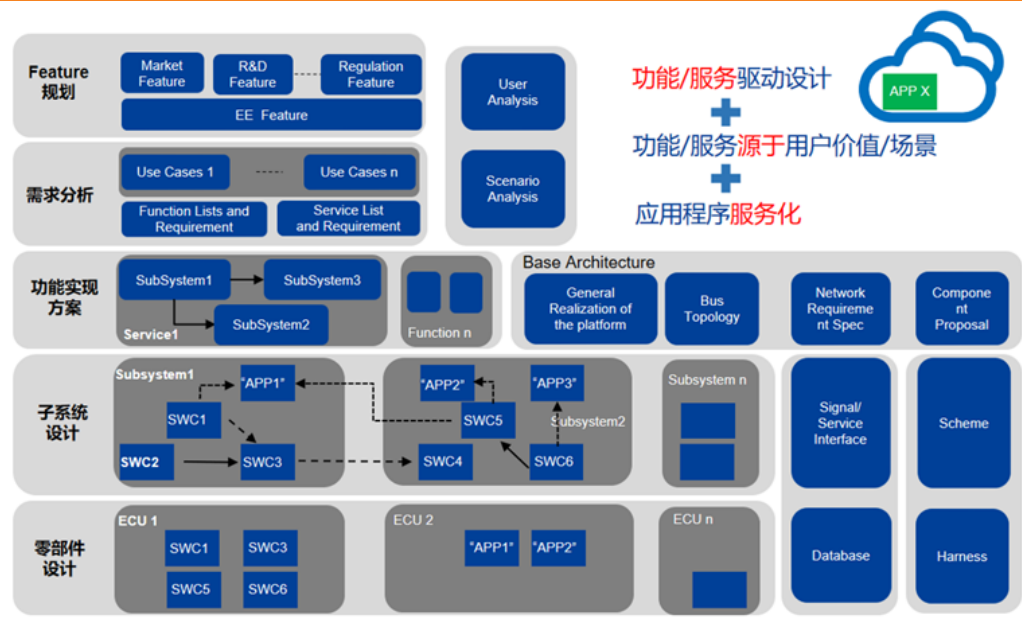 Feature
规划
Market
Feature
R&D
Feature
Regulation
Feature
EE Feature
User
Analysis
功能/服务驱动设计
功能/服务源于用户价值/场景
应用程序服务化
APP X
需求分析
Use Cases 1
Use Cases n
Function Lists and
Requirement
Service List
and Requirement
Scenario
Analysis
功能实现
方案
SubSystem1
SubSystem3
SubSystem2
Service1
Function n
Base Architecture
General
Realization of
the platform
Bus
Topology
Network
Requireme
nt Spec
Compone
nt
Proposal
子系统
设计
Subsystem1
"APP1"
SWC1
SWC2
SWC3
"APP2"
"APP3"
SWC5
Subsystem2
SWC4
SWC6
Subsystem n
Signal/
Service
Interface
Scheme
零部件
设计
ECU 1
SWC1
SWC3
SWC5
SWC6
ECU 2
"APP1"
"APP2"
ECU n
Database
Harness